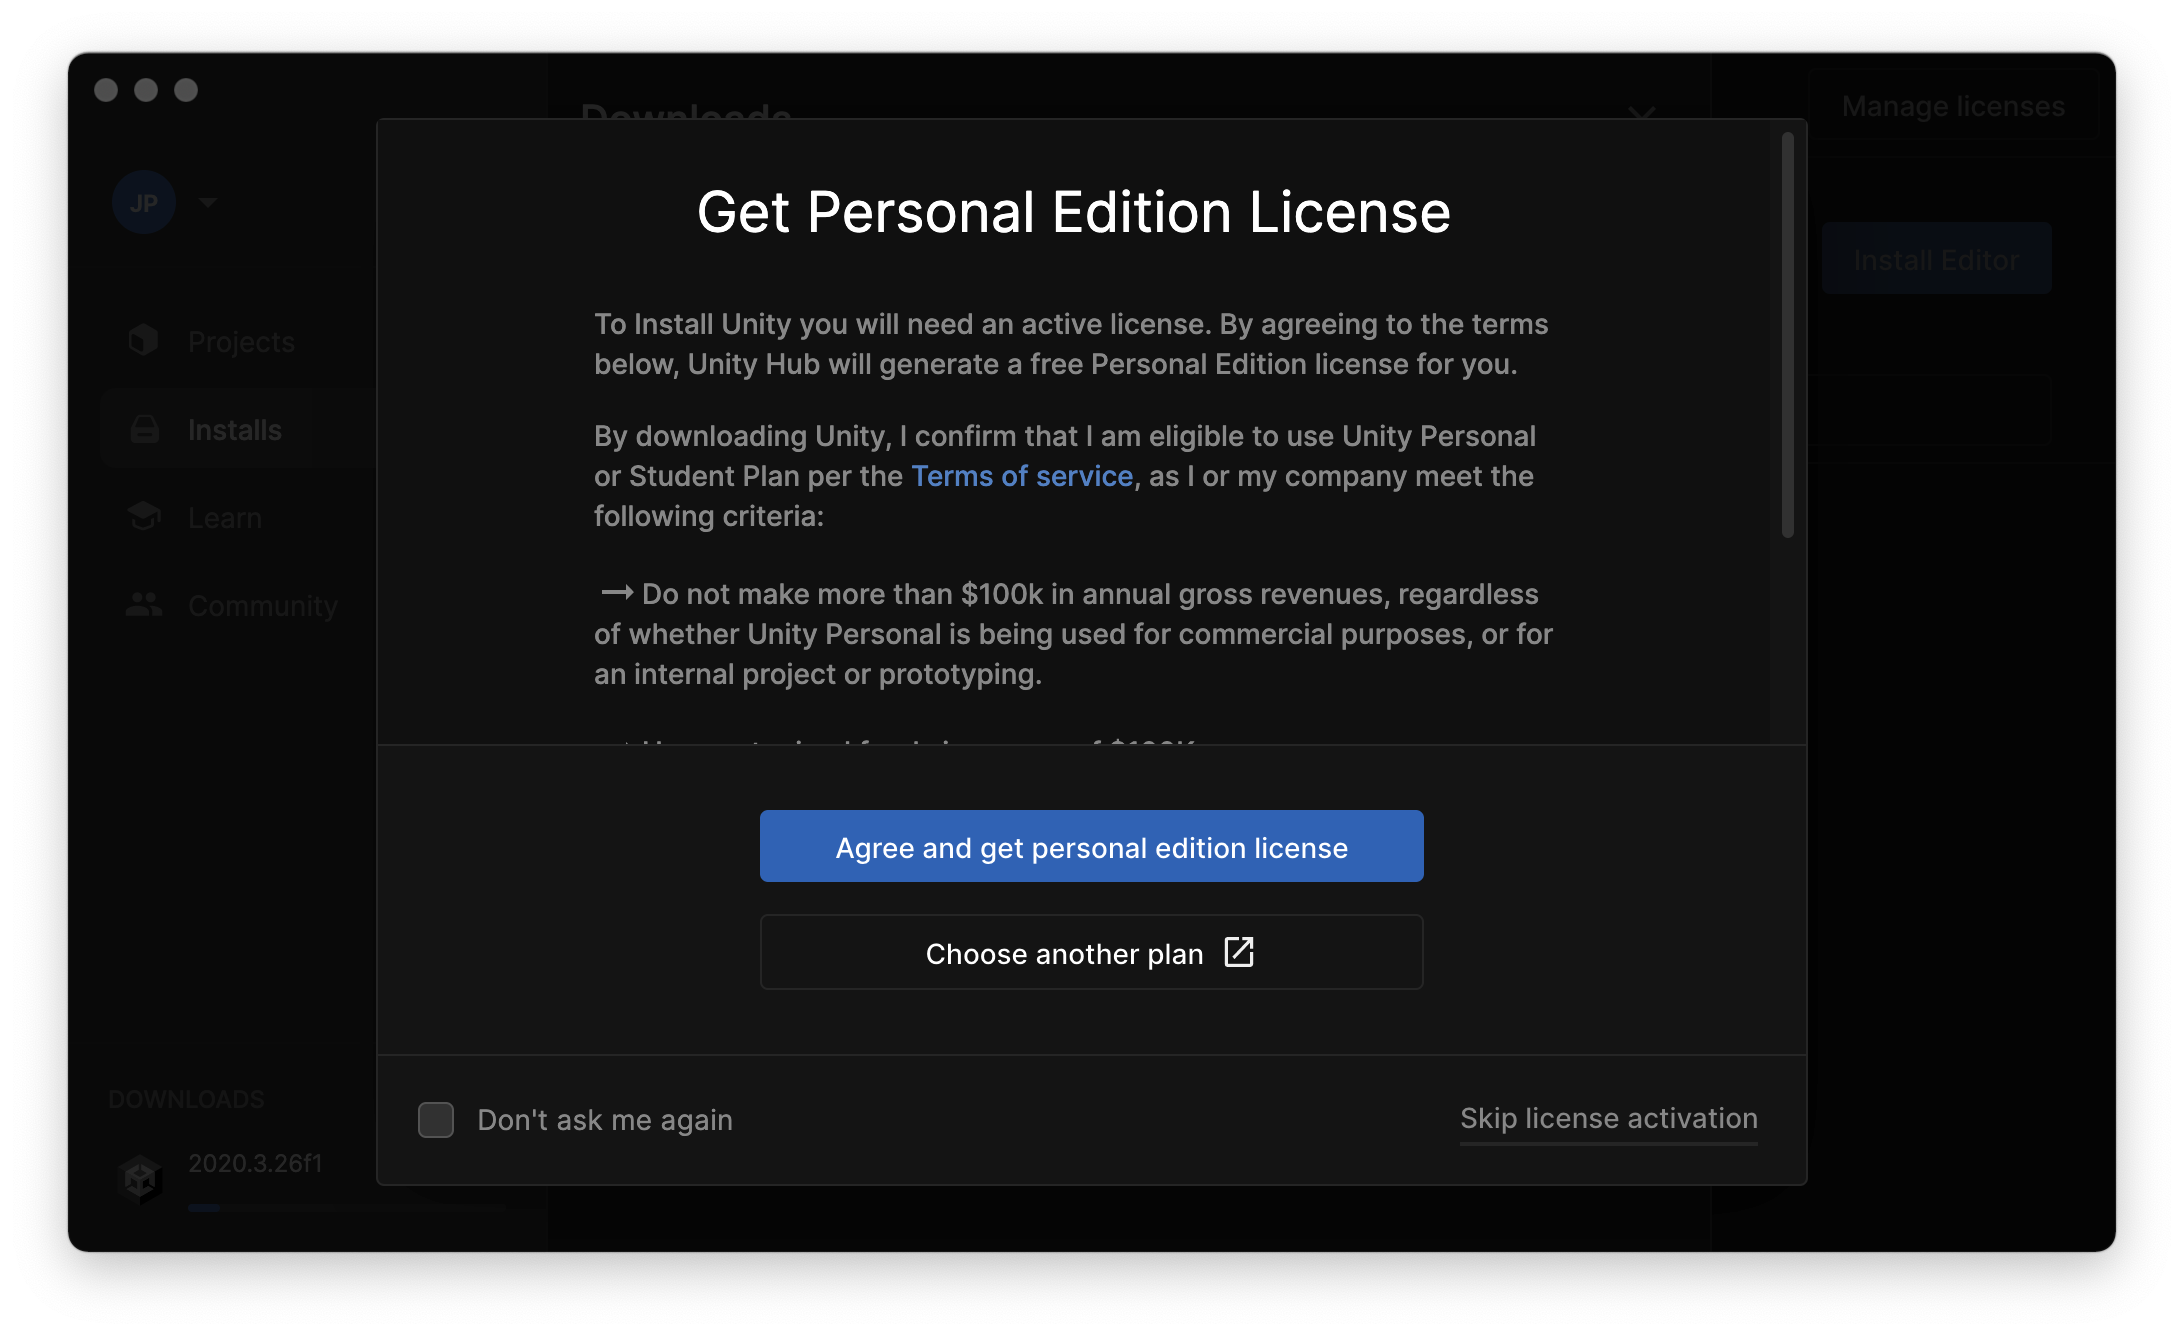 Downloads
Manage licenses
JP
Get Personal Edition License
Install Editor
To Install Unity you will need an active license. By agreeing to the terms
below, Unity Hub will generate a free Personal Edition license for you.
Projects
By downloading Unity, I confirm that I am eligible to use Unity Personal
or Student Plan per the Terms of service, as I or my company meet the
following criteria:
Installs
Learn
→ Do not make more than $100k in annual gross revenues, regardless
of whether Unity Personal is being used for commercial purposes, or for
an internal project or prototyping.
Community
Agree and get personal edition license
Choose another plan
DOWNLOADS
2020.3.26f1
Don't ask me again
Skip license activation